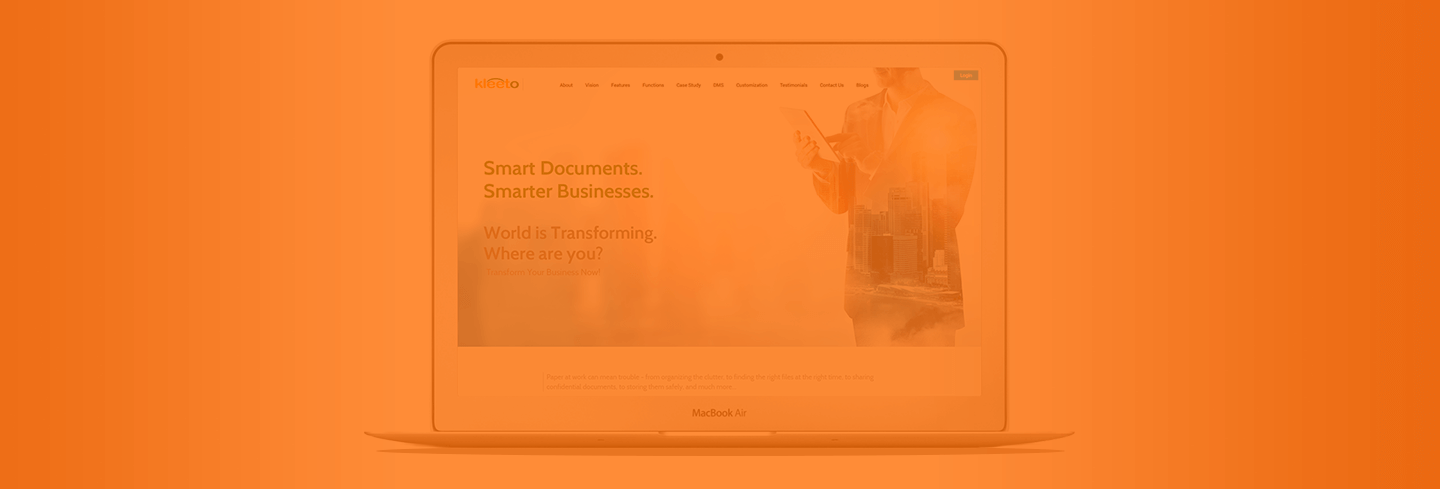 kleeto
About Vision Features Functions Case Study DMS Customization Testimonials Contact Us Blogs
Login
Smart Documents.
Smarter Businesses.
World is Transforming.
Where are you?
Transform Your Business Now!
Paper at work can mean trouble - from organizing the clutter, to finding the right files at the right time, to sharing
confidential documents, to storing them safely, and much more
MacBook Air